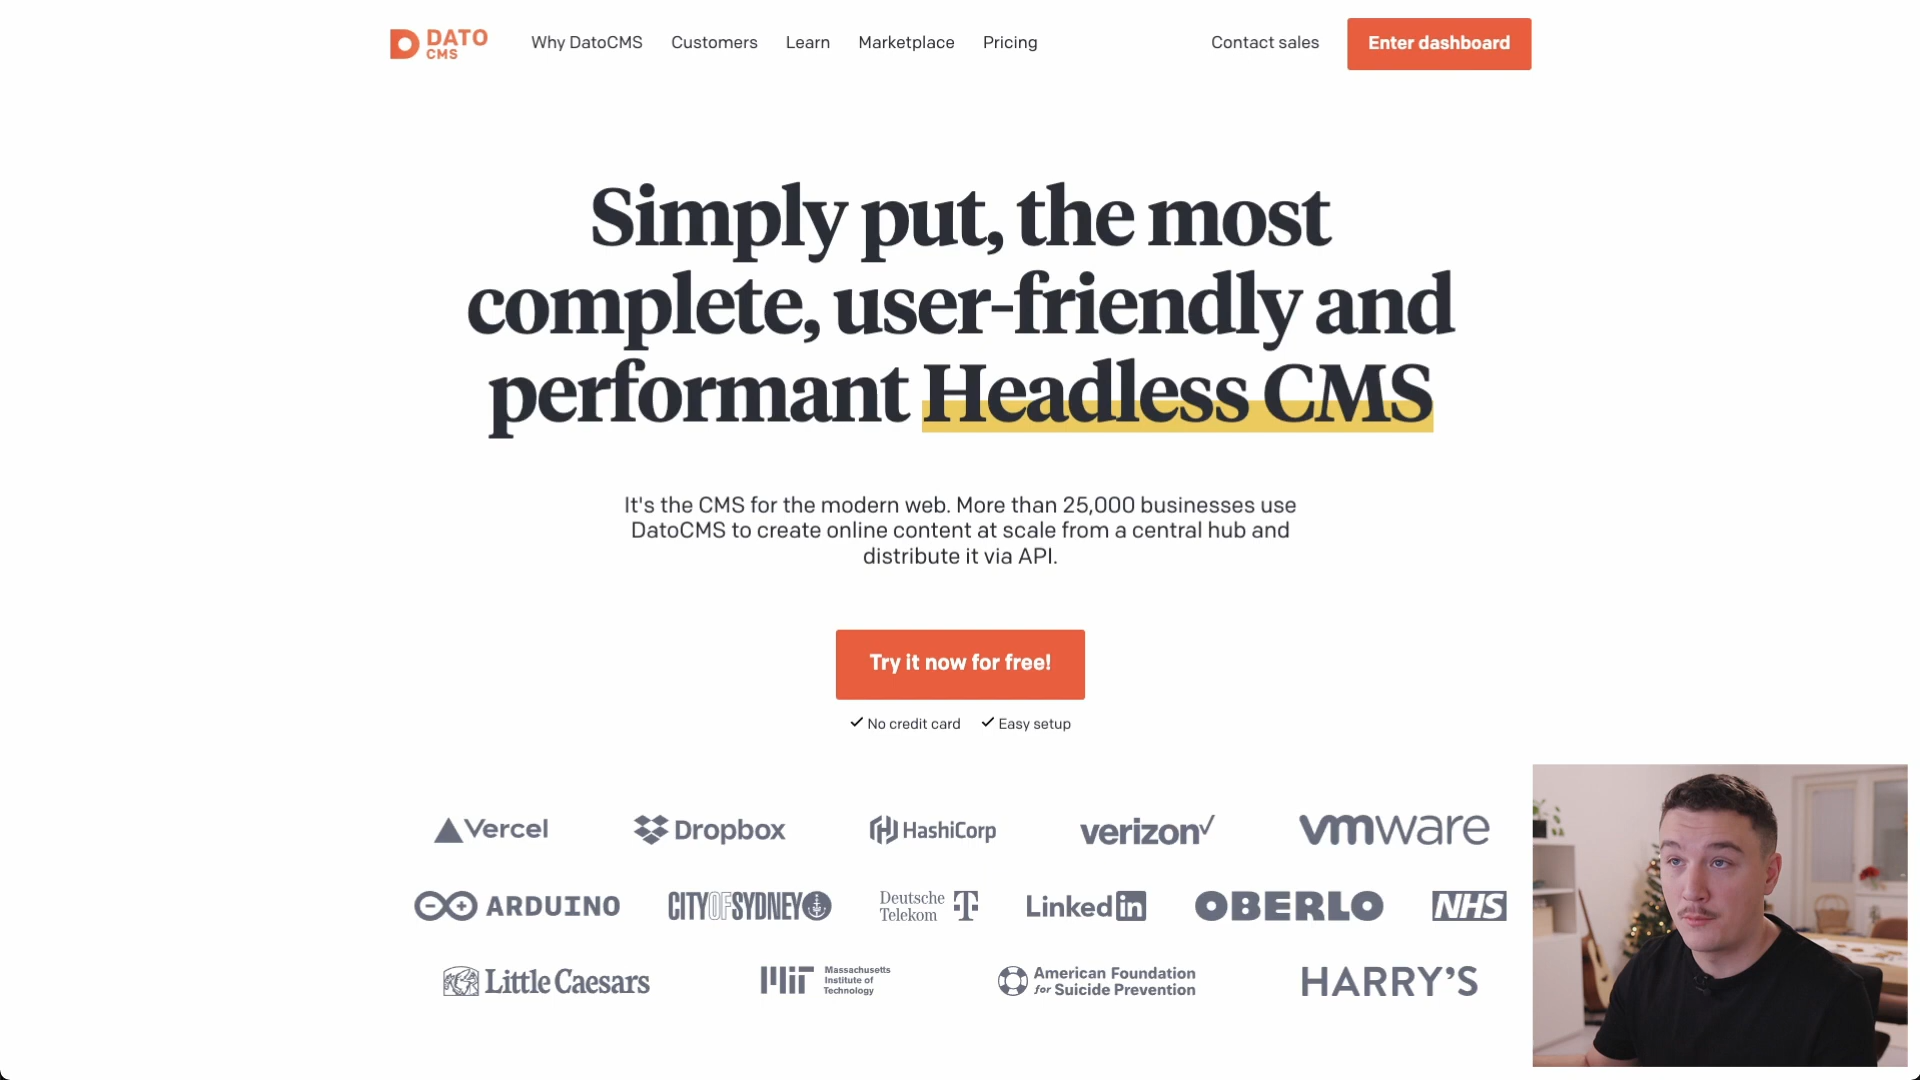 DATO CMS
Why DatoCMS
Customers
Learn
Marketplace
Pricing
Contact sales
Enter dashboard
Simply put, the most
complete, user-friendly and
performant Headless CMS
It's the CMS for the modern web. More than 25,000 businesses use
DatoCMS to create online content at scale from a central hub and
distribute it via API.
Try it now for free!
No credit card
Easy setup
Vercel
Dropbox
HashiCorp
verizon
vmware
ARDUINO
CITYOFSYDNEY
Deutsche
Telekom
T
Linkedin
OBERLO
NHS
Little Caesars
MIT
Massachusetts
Institute of
Technology
American Foundation
for Suicide Prevention
HARRY'S